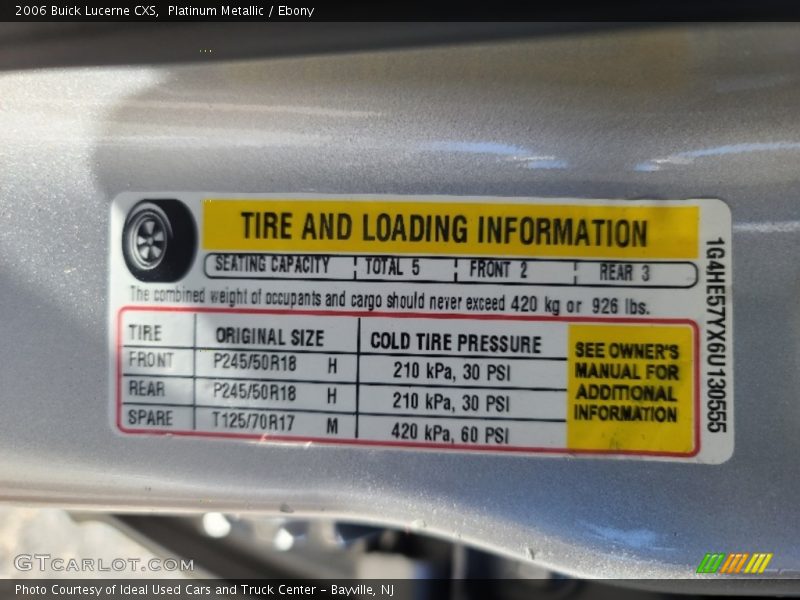 2006 Buick Lucerne CXS, Platinum Metallic / Ebony
TIRE AND LOADING INFORMATION
SEATING CAPACITY TOTAL 5 FRONT 2 REAR 3
The combined weight of occupants and cargo should never exceed 420 kg or 926 lbs.
TIRE ORIGINAL SIZE COLD TIRE PRESSURE
FRONT P245/50R18 H 210 kPa, 30 PSI
REAR P245/50R18 H 210 kPa, 30 PSI
SPARE T125/70R17 M 420 kPa, 60 PSI
SEE OWNER'S
MANUAL FOR
ADDITIONAL
INFORMATION
1G4HE57YX6U130555
GTCARLOT.COM
Photo Courtesy of Ideal Used Cars and Truck Center - Bayville, NJ